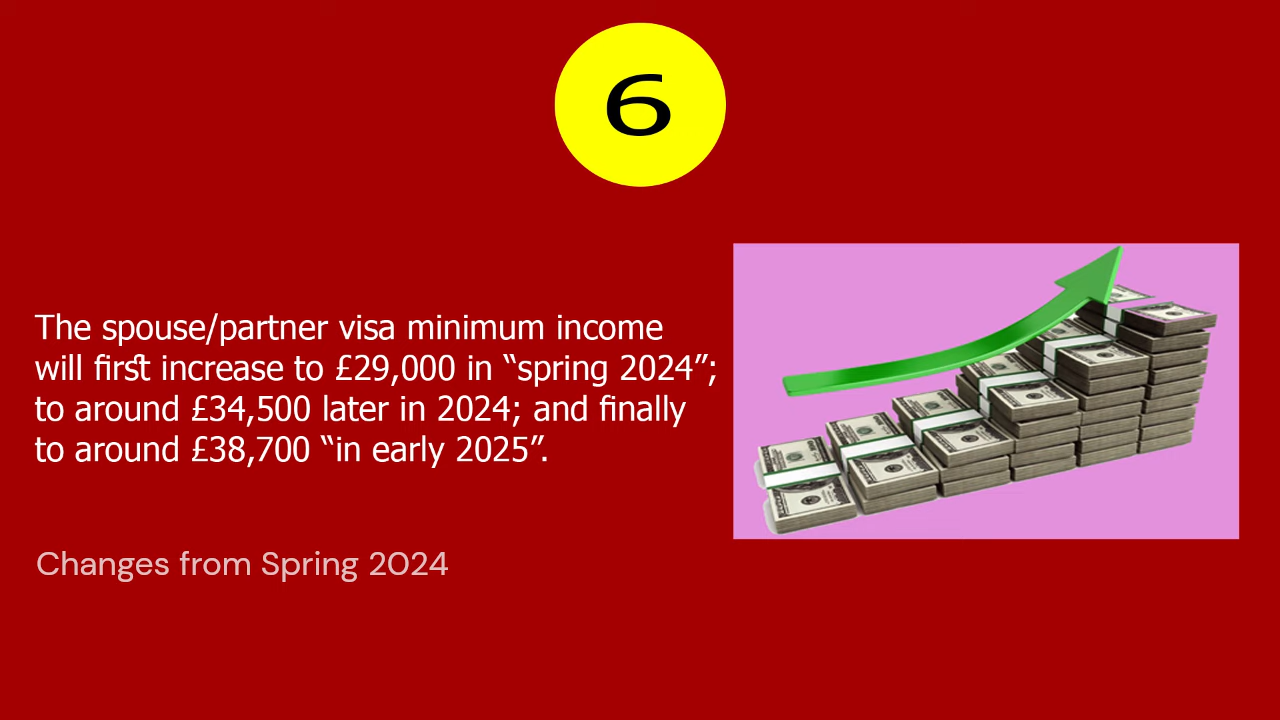 6
The spouse/partner visa minimum income
will first increase to £29,000 in “spring 2024”;
to around £34,500 later in 2024; and finally
to around £38,700 “in early 2025”.
Changes from Spring 2024